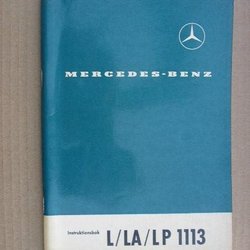 MERCEDES-BENZ
Instruktionsbok L/LA/LP 1113